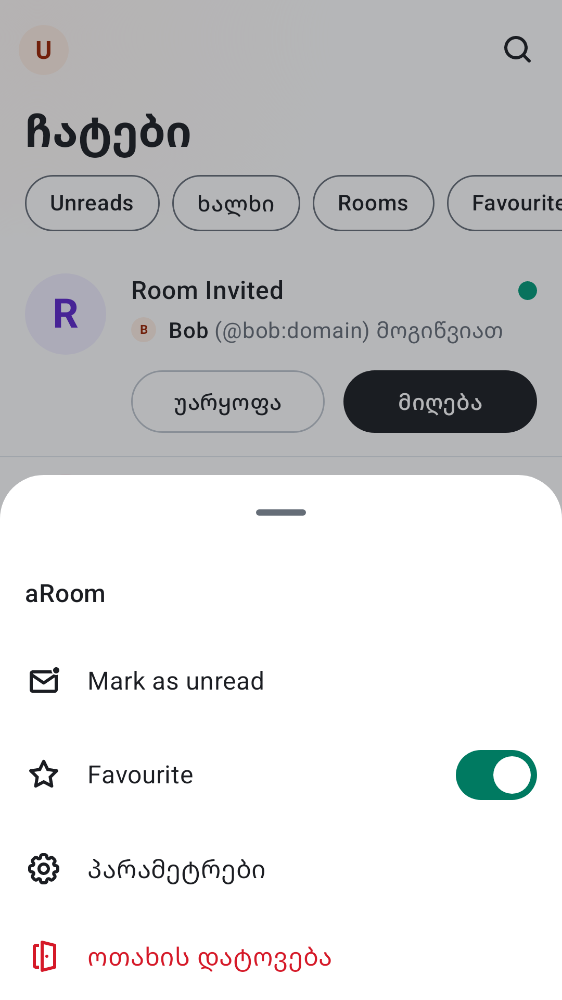 U
ჩატები
Unreads ხალხი Rooms Favourite
R
Room Invited
B Bob (@bob:domain) მოგიწვიათ
უარყოფა მიღება
aRoom
Mark as unread
Favourite
პარამეტრები
ოთახის დატოვება